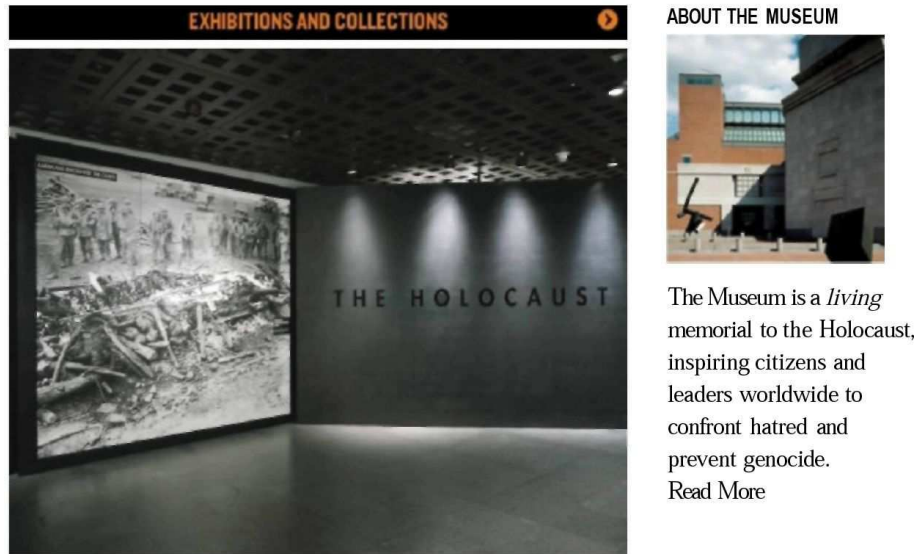 EXHIBITIONS AND COLLECTIONS
THE HOLOCAUST
ABOUT THE MUSEUM
The Museum is a living
memorial to the Holocaust,
inspiring citizens and
leaders worldwide to
confront hatred and
prevent genocide.
Read More